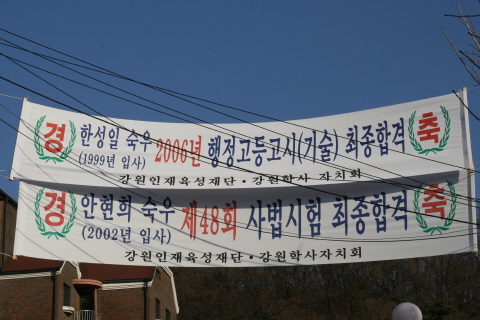 경 한성일 숙우 2006년 행정고등고시(기술) 최종합격 축
(1999년 입사)
강원인재육성재단·강원학사 자치회
경 안현희 숙우 제48회 사법시험 최종합격 축
(2002년 입사)
강원인재육성재단·강원학사자치회